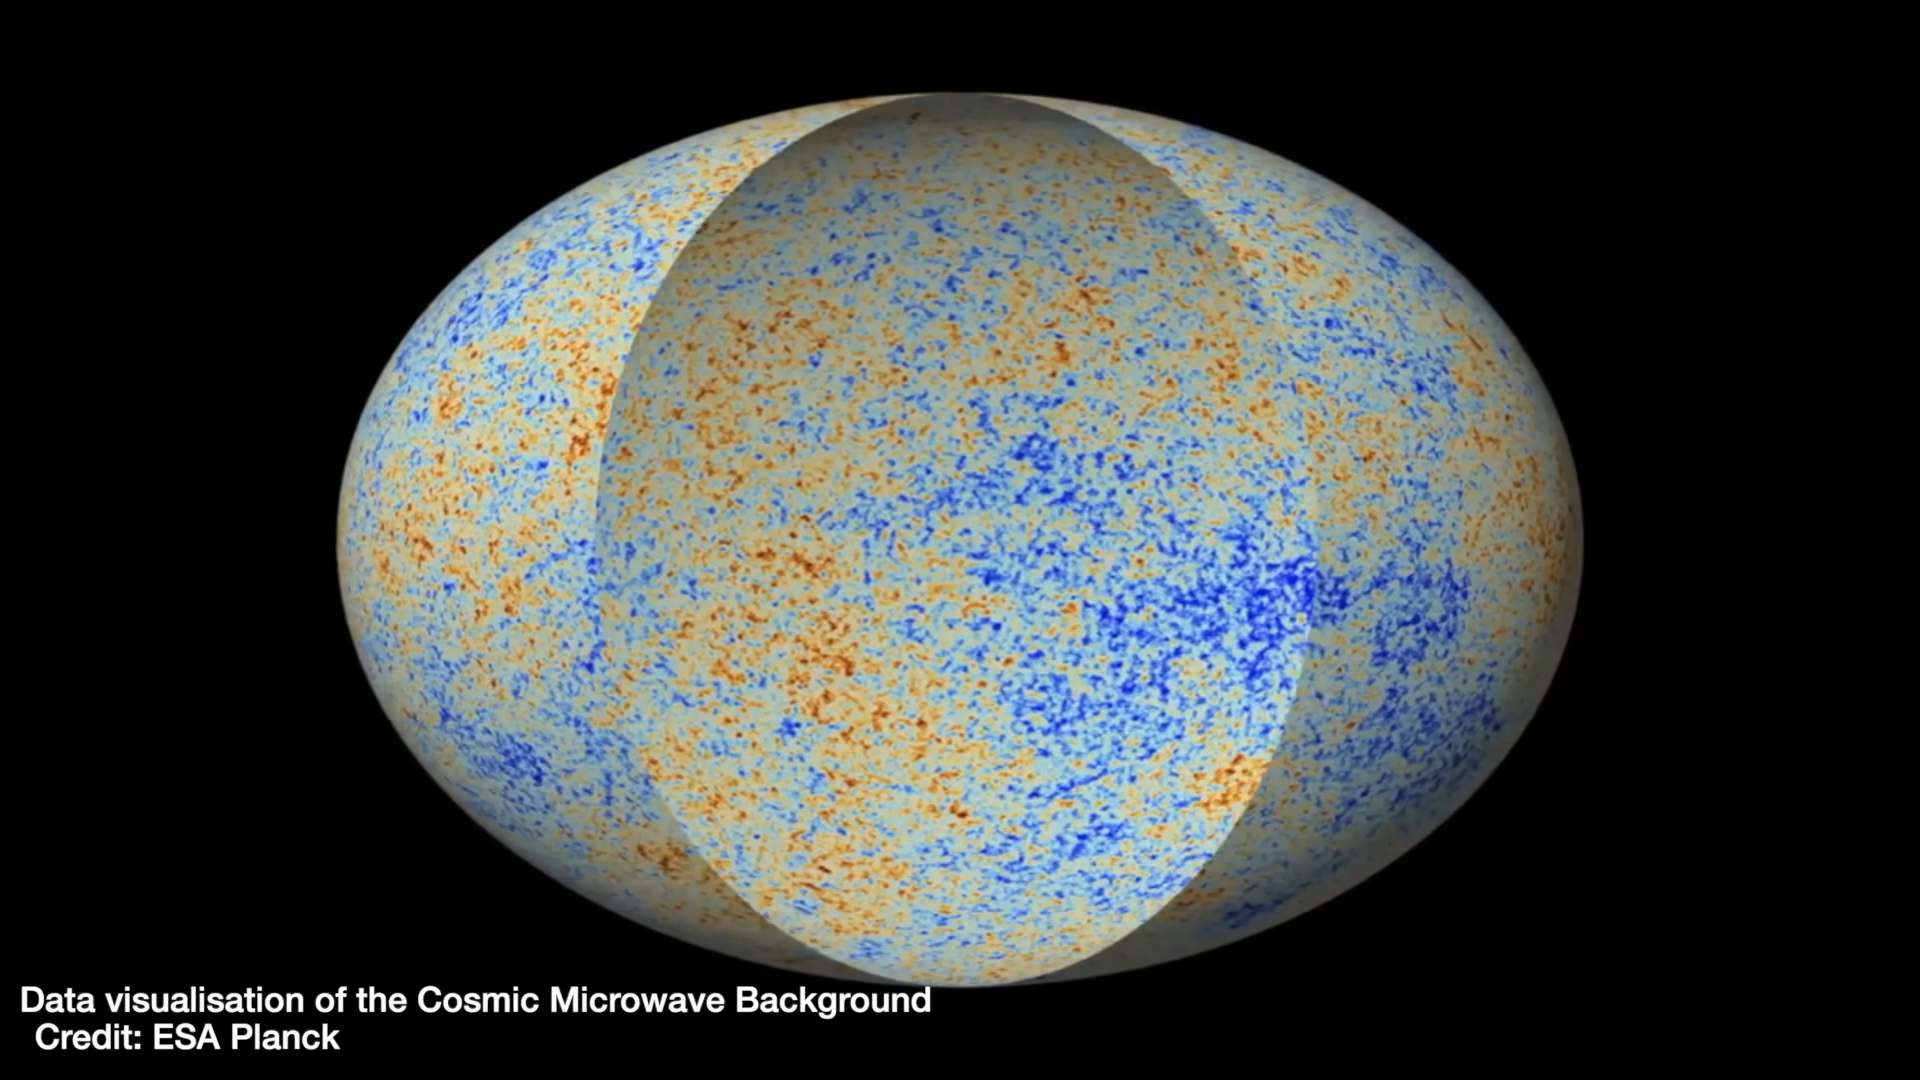 Data visualisation of the Cosmic Microwave Background
Credit: ESA Planck